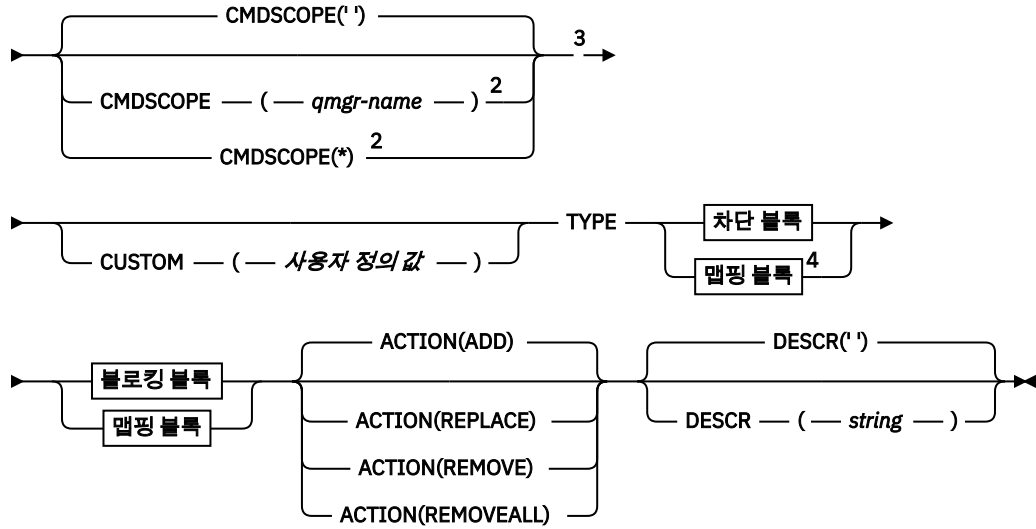 CMDSCOPE(' ')
3
CMDSCOPE ( qmgr-name ) 2
CMDSCOPE(*) 2
TYPE 차단 블록
CUSTOM ( 사용자 정의 값 )
맵핑 블록 4
ACTION(ADD) DESCR(' ')
블로킹 블록
맵핑 블록 ACTION(REPLACE) DESCR ( string )
ACTION(REMOVE)
ACTION(REMOVEALL)